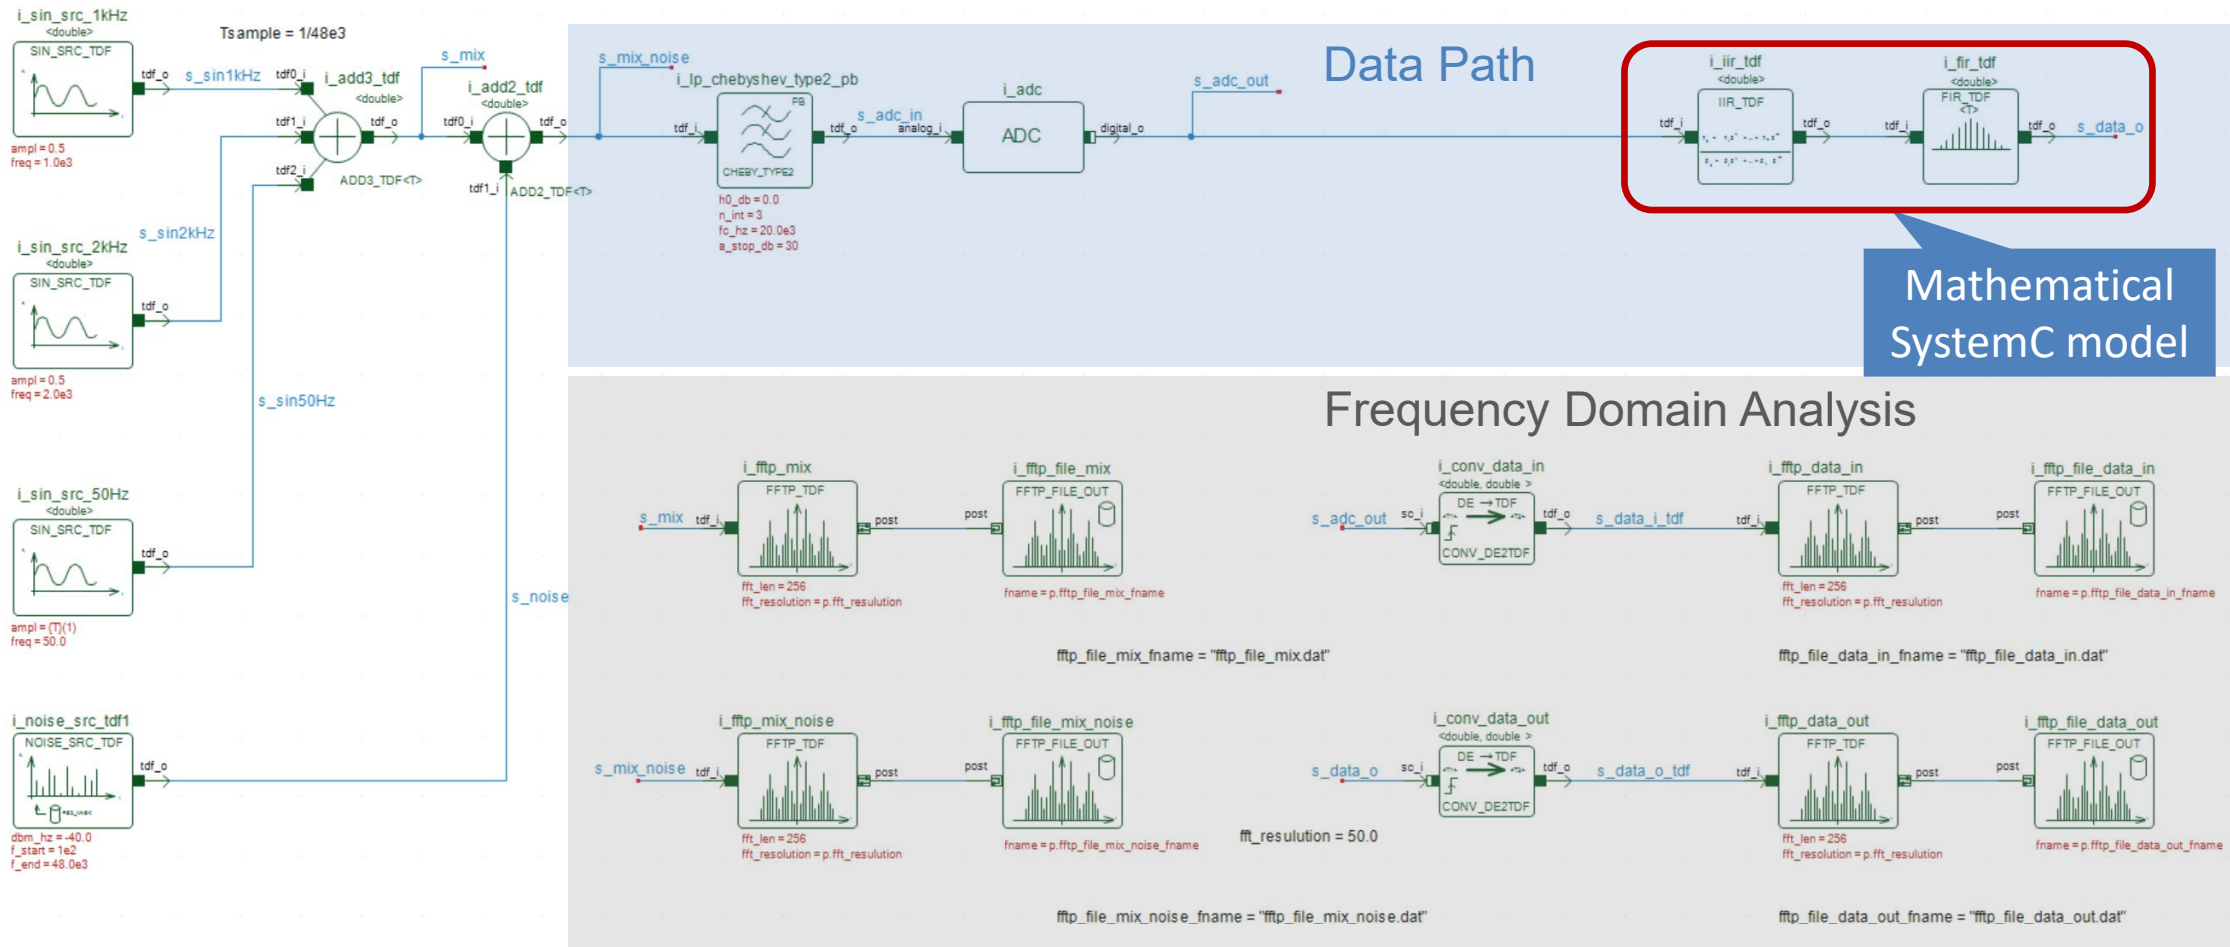 i_sin_src_1kHz
<double>
SIN_SRC_TDF
tdf_o
ampl = 0.5
freq = 1.0e3
Tsample = 1/48e3
s_sin1kHz
tdf0_i
i_add3_tdf
<double>
tdf1_i
tdf_o
tdf2_i
ADD3_TDF<T>
s_mix
i_add2_tdf
<double>
tdf0_i
tdf_o
tdf1_i
ADD2_TDF<T>
i_sin_src_2kHz
<double>
SIN_SRC_TDF
tdf_o
s_sin2kHz
ampl = 0.5
freq = 2.0e3
s_sin50Hz
i_sin_src_50Hz
<double>
SIN_SRC_TDF
tdf_o
ampl = {T}(1)
freq = 50.0
s_noise
i_noise_src_tdf1
NOISE_SRC_TDF
tdf_o
dbm_hz = -40.0
f_start = 1e2
f_end = 48.0e3
Data Path
s_mix_noise
i_lp_chebyshev_type2_pb
PB
tdf_i
tdf_o
CHEBY_TYPE2
h0_db = 0.0
n_int = 3
fc_hz = 20.0e3
a_stop_db = 30
s_adc_in
analog_i
i_adc
ADC
digital_o
s_adc_out
i_iir_tdf
<double>
IIR_TDF
tdf_i
tdf_o
i_fir_tdf
<double>
FIR_TDF
<T>
tdf_i
tdf_o
s_data_o
Mathematical
SystemC model
Frequency Domain Analysis
i_fftp_mix
FFTP_TDF
s_mix
tdf_i
post
fft_len = 256
fft_resolution = p.fft_resulution
i_fftp_file_mix
FFTP_FILE_OUT
post
fname = p.fftp_file_mix_fname
fftp_file_mix_fname = "fftp_file_mix.dat"
i_conv_data_in
<double, double >
DE → TDF
s_adc_out
sc_i
tdf_o
CONV_DE2TDF
s_data_i_tdf
i_fftp_data_in
FFTP_TDF
tdf_i
post
fft_len = 256
fft_resolution = p.fft_resulution
i_fftp_file_data_in
FFTP_FILE_OUT
post
fname = p.fftp_file_data_in_fname
fftp_file_data_in_fname = "fftp_file_data_in.dat"
i_fftp_mix_noise
FFTP_TDF
s_mix_noise
tdf_i
post
fft_len = 256
fft_resolution = p.fft_resulution
i_fftp_file_mix_noise
FFTP_FILE_OUT
post
fname = p.fftp_file_mix_noise_fname
fft_resulution = 50.0
fftp_file_mix_noise_fname = "fftp_file_mix_noise.dat"
i_conv_data_out
<double, double >
DE → TDF
s_data_o
sc_i
tdf_o
CONV_DE2TDF
s_data_o_tdf
i_fftp_data_out
FFTP_TDF
tdf_i
post
fft_len = 256
fft_resolution = p.fft_resulution
i_fftp_file_data_out
FFTP_FILE_OUT
post
fname = p.fftp_file_data_out_fname
fftp_file_data_out_fname = "fftp_file_data_out.dat"